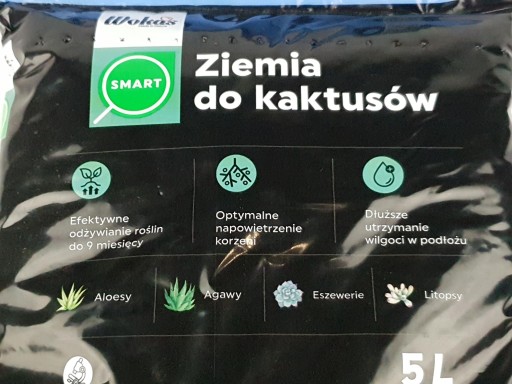 Wokas
SMART
Ziemia
do kaktusów
Efektywne
odżywianie roślin
do 9 miesięcy
Optymalne
napowietrzenie
korzeni
Dłuższe
utrzymanie
wilgoci w podłożu
Aloesy
Agawy
Eszewerie
Litopsy
5L